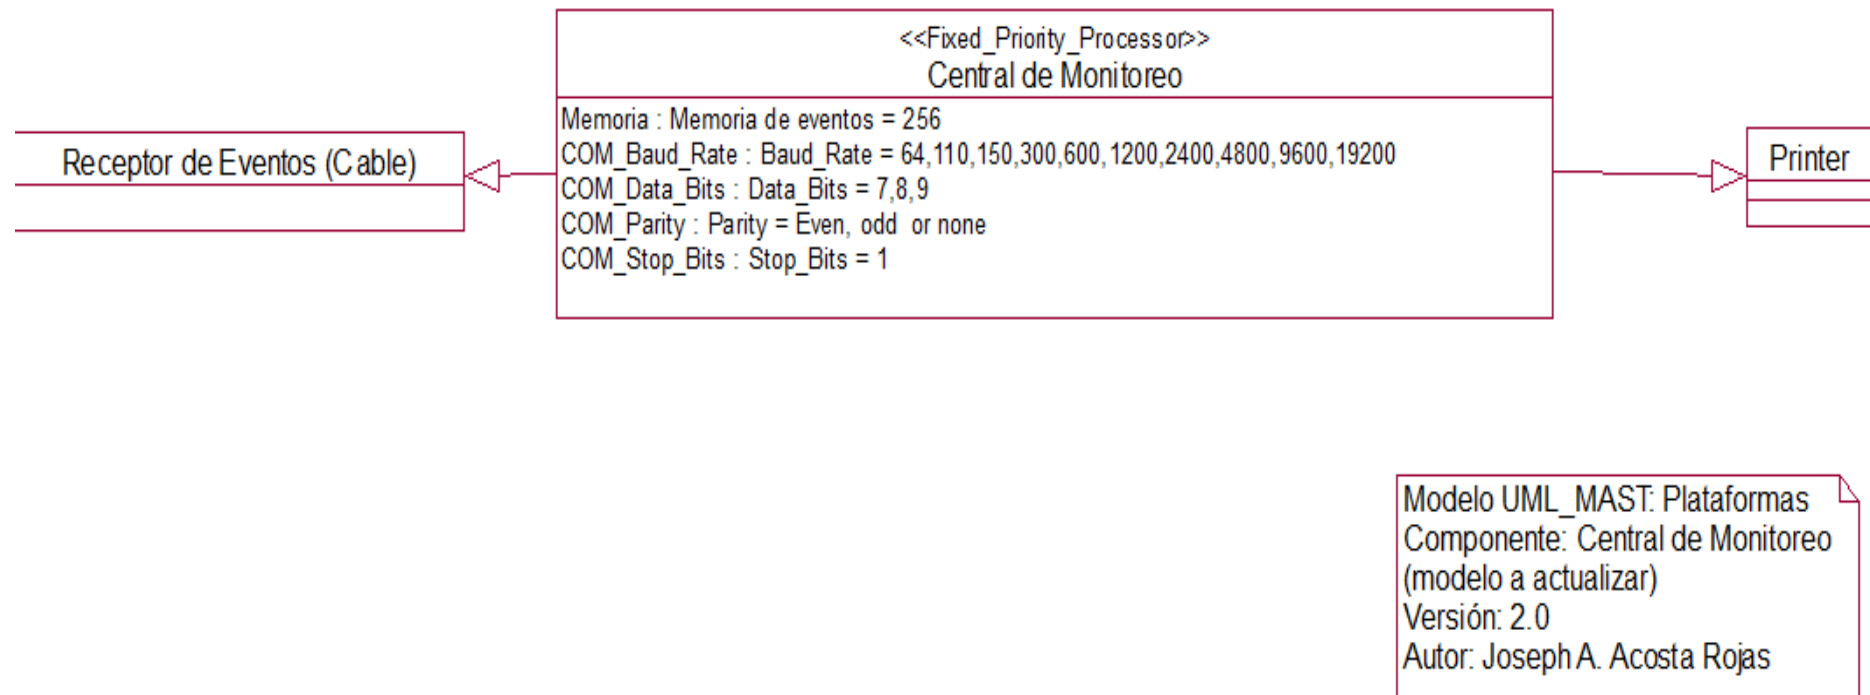 <<Fixed_Priority_Processor>>
Central de Monitoreo
Memoria : Memoria de eventos = 256
COM_Baud_Rate : Baud_Rate = 64,110,150,300,600,1200,2400,4800,9600,19200
COM_Data_Bits : Data_Bits = 7,8,9
COM_Parity : Parity = Even, odd or none
COM_Stop_Bits : Stop_Bits = 1
Receptor de Eventos (Cable)
Printer
Modelo UML_MAST: Plataformas
Componente: Central de Monitoreo
(modelo a actualizar)
Versión: 2.0
Autor: Joseph A. Acosta Rojas